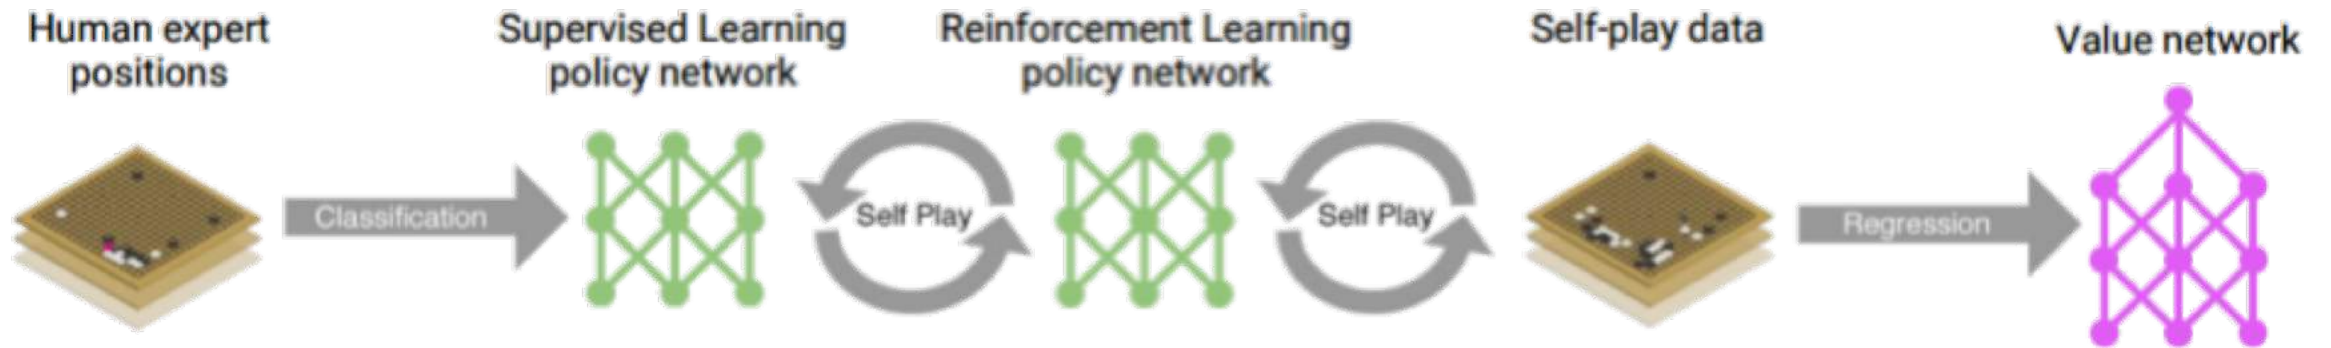 Human expert
positions
Supervised Learning
policy network
Reinforcement Learning
policy network
Self-play data
Value network
Classification
Self Play
Self Play
Regression